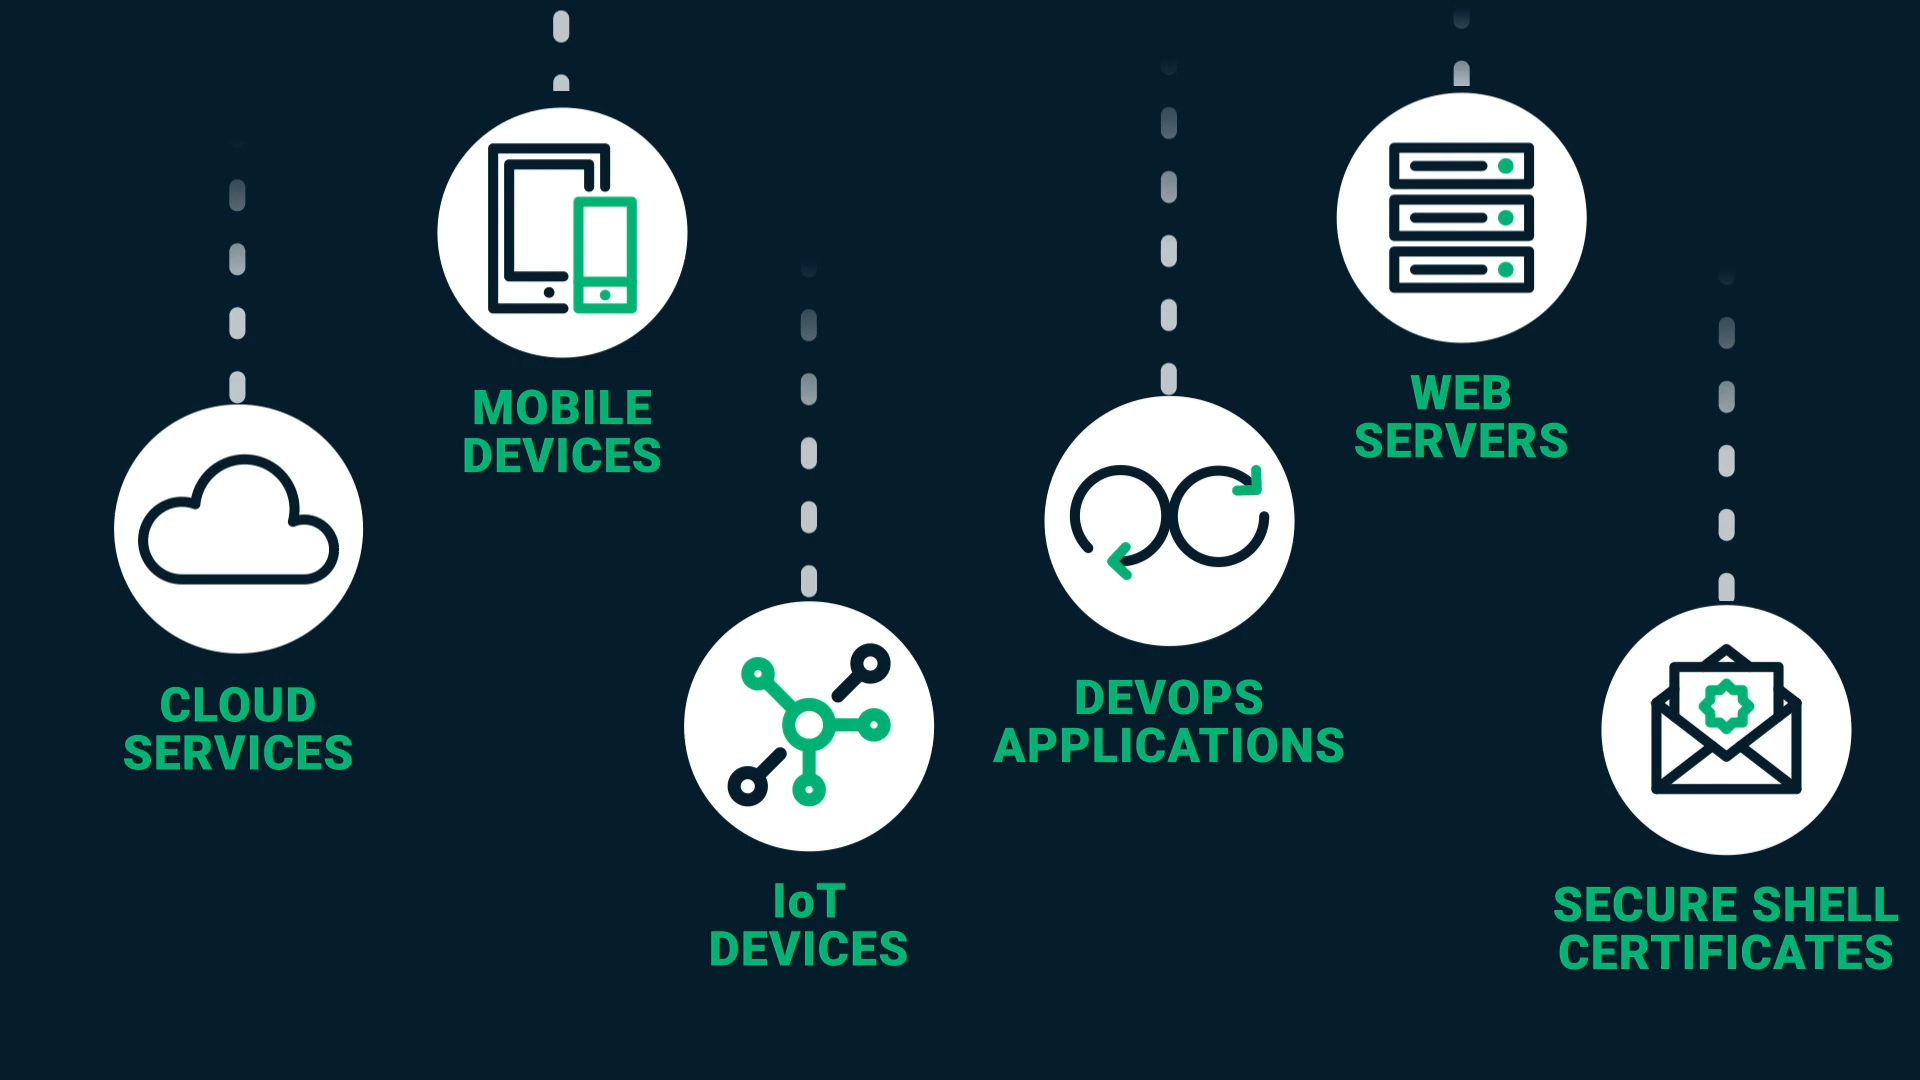 CLOUD
SERVICES
MOBILE
DEVICES
IoT
DEVICES
DEVOPS
APPLICATIONS
WEB
SERVERS
SECURE SHELL
CERTIFICATES